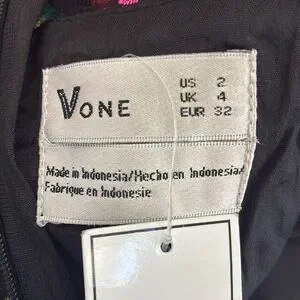 VONE
US 2
UK 4
EUR 32
Made in Indonesia/Hecho en Indonesia/
Fabrique en Indonesie